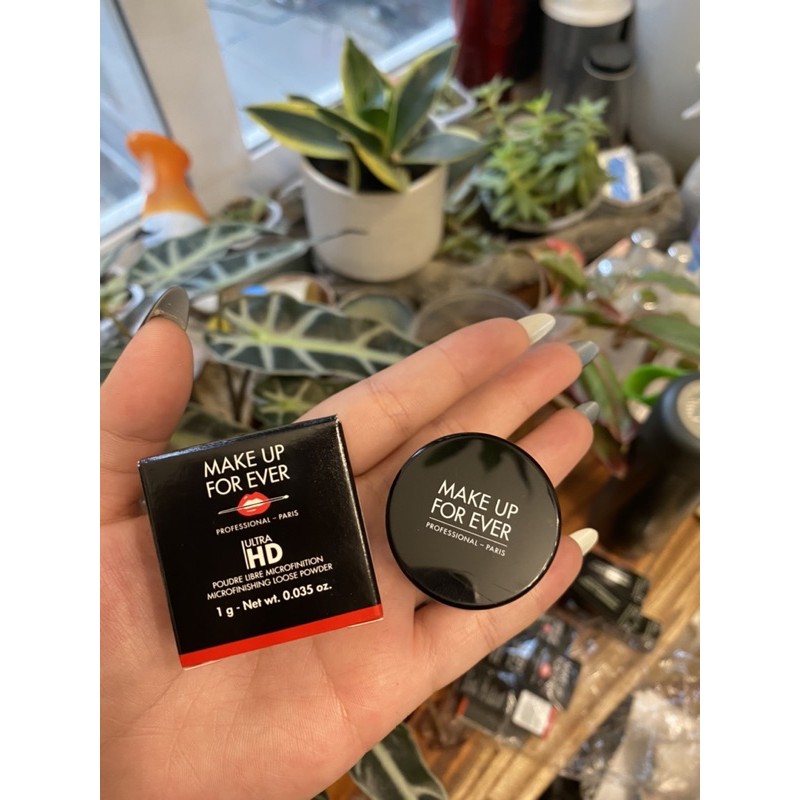 MAKE UP
FOR EVER
PROFESSIONAL – PARIS
ULTRA
HD
POUDRE LIBRE MICROFINITION
MICROFINISHING LOOSE POWDER
1 g - Net wt. 0.035 oz.
MAKE UP
FOR EVER
PROFESSIONAL – PARIS